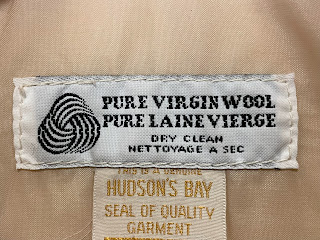 PURE VIRGIN WOOL
PURE LAINE VIERGE
DRY CLEAN
NETTOYAGE A SEC
THIS IS A GENUINE
HUDSON'S BAY
SEAL OF QUALITY
GARMENT